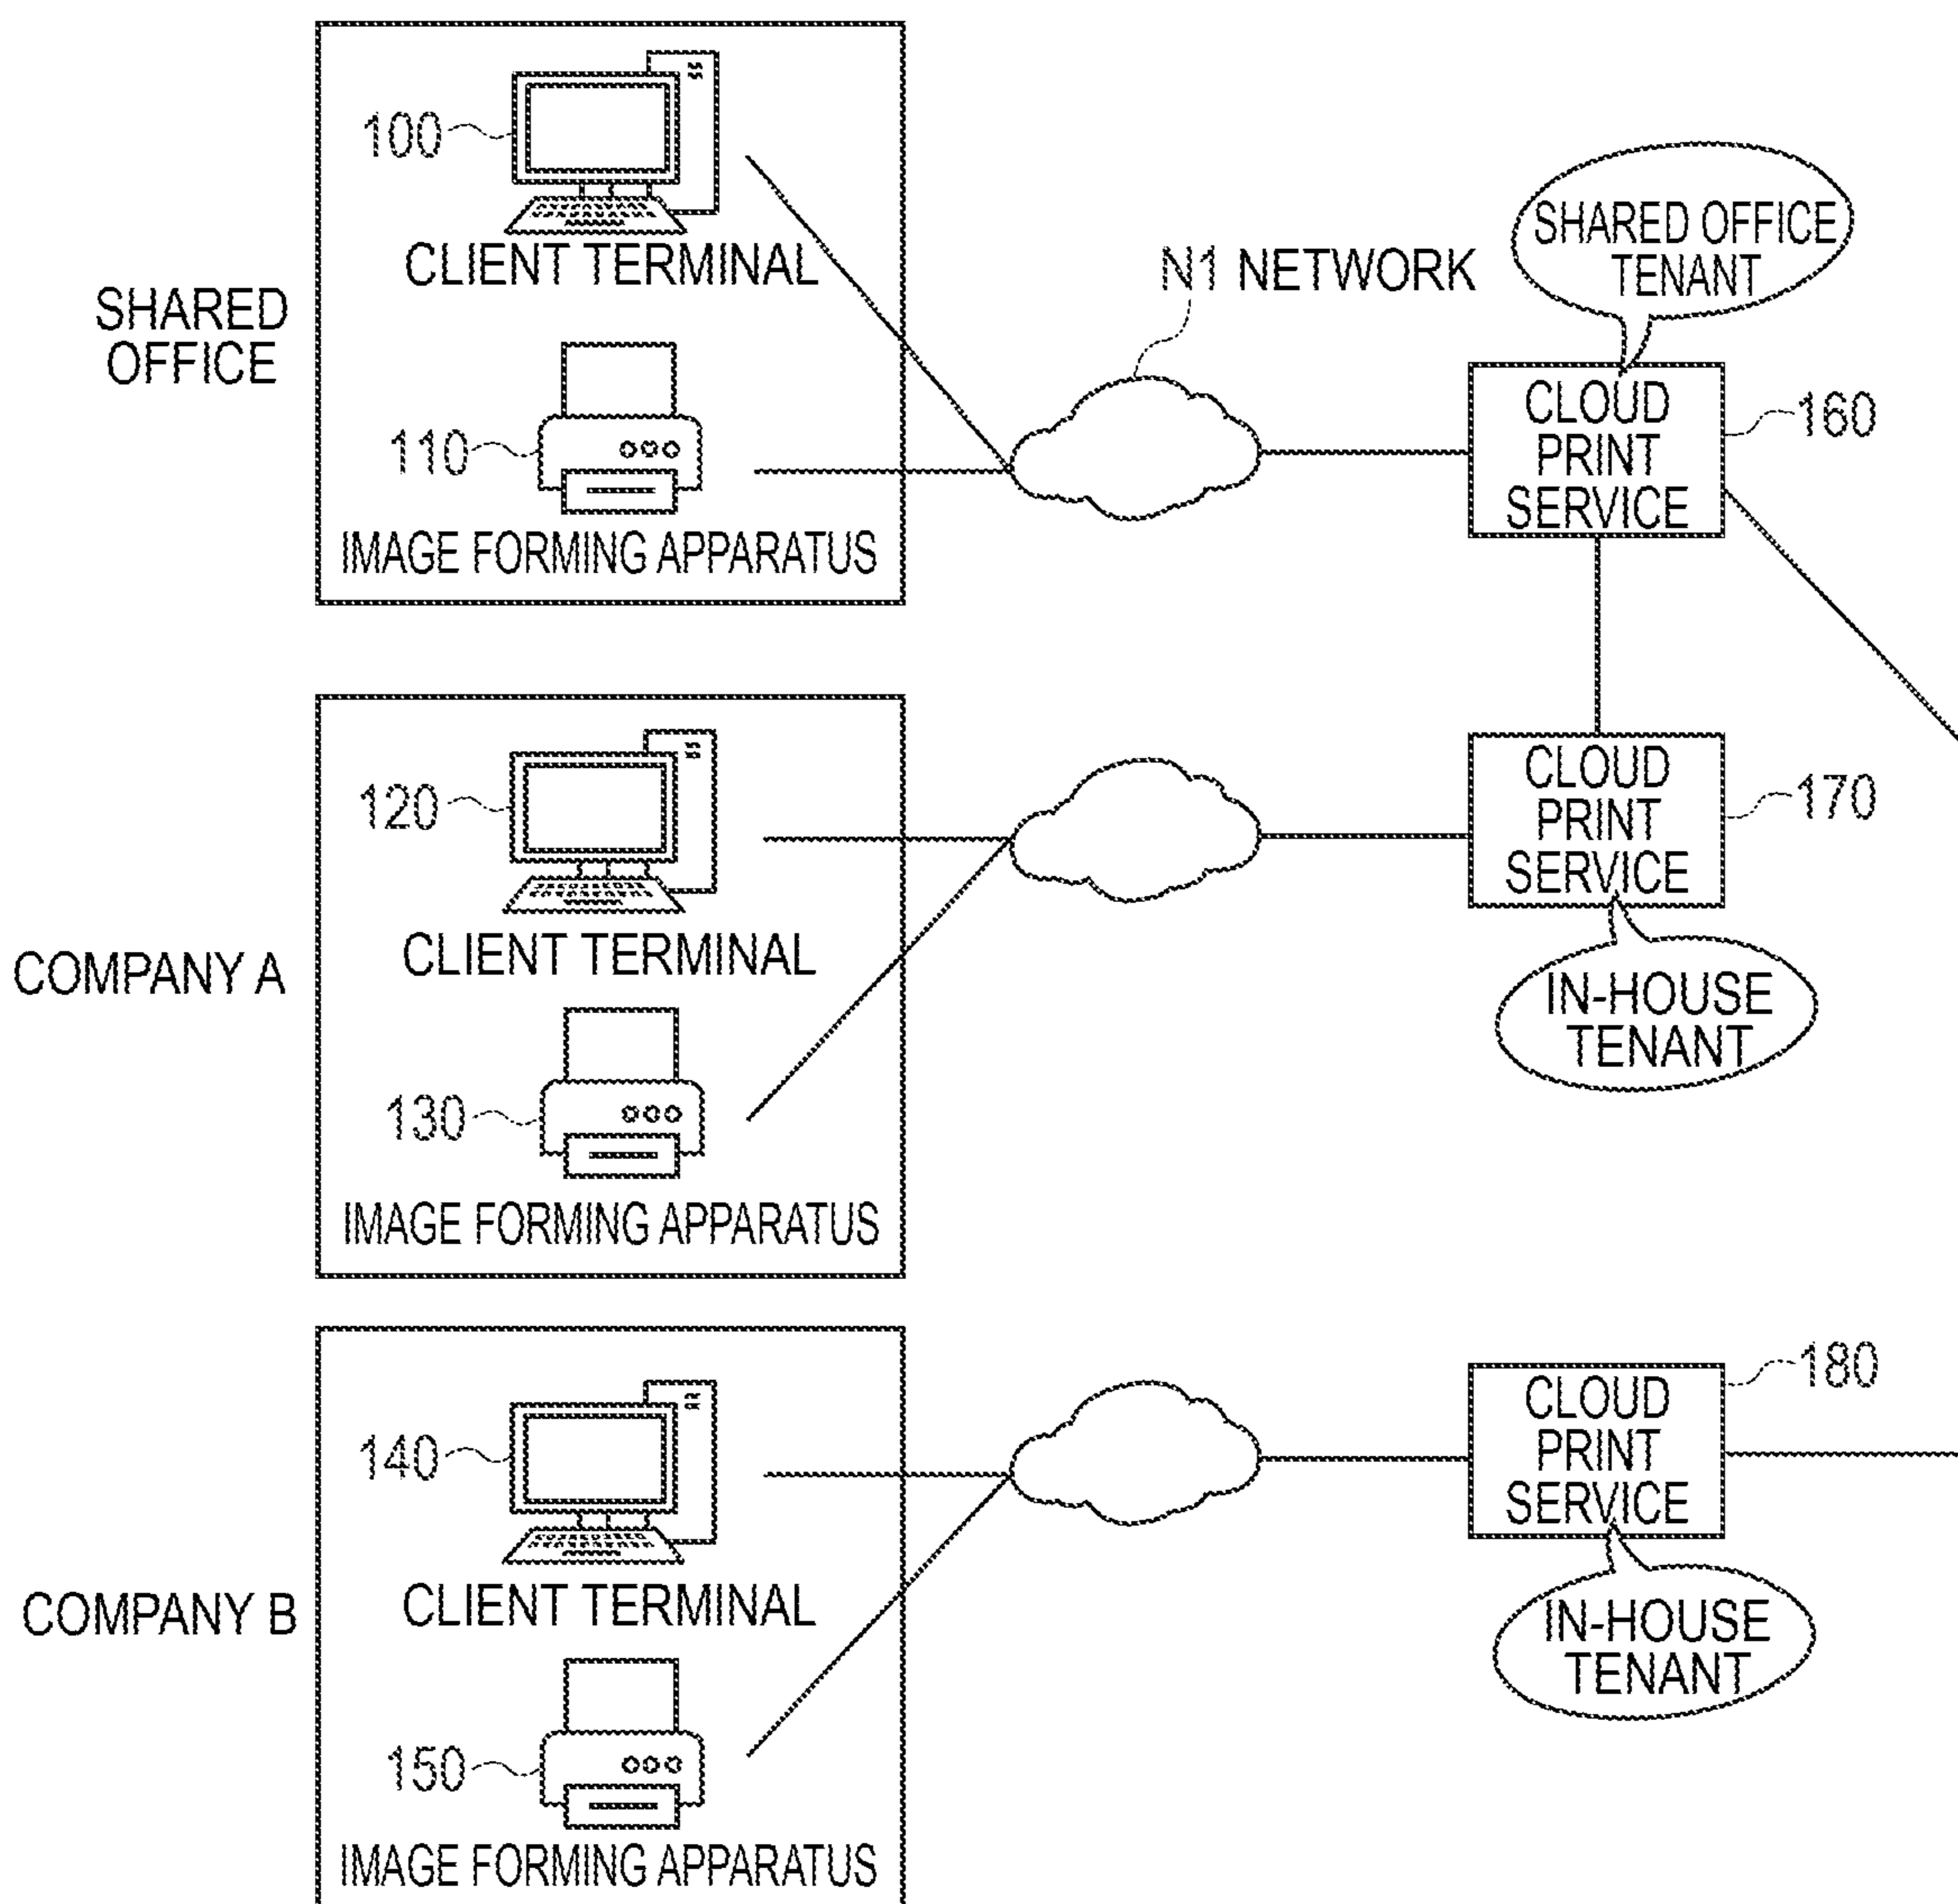 100
CLIENT TERMINAL
SHARED
OFFICE
110
IMAGE FORMING APPARATUS
N1 NETWORK
SHARED OFFICE
TENANT
CLOUD
PRINT
SERVICE
160
120
CLIENT TERMINAL
COMPANY A
130
IMAGE FORMING APPARATUS
CLOUD
PRINT
SERVICE
170
IN-HOUSE
TENANT
140
CLIENT TERMINAL
COMPANY B
150
IMAGE FORMING APPARATUS
CLOUD
PRINT
SERVICE
180
IN-HOUSE
TENANT